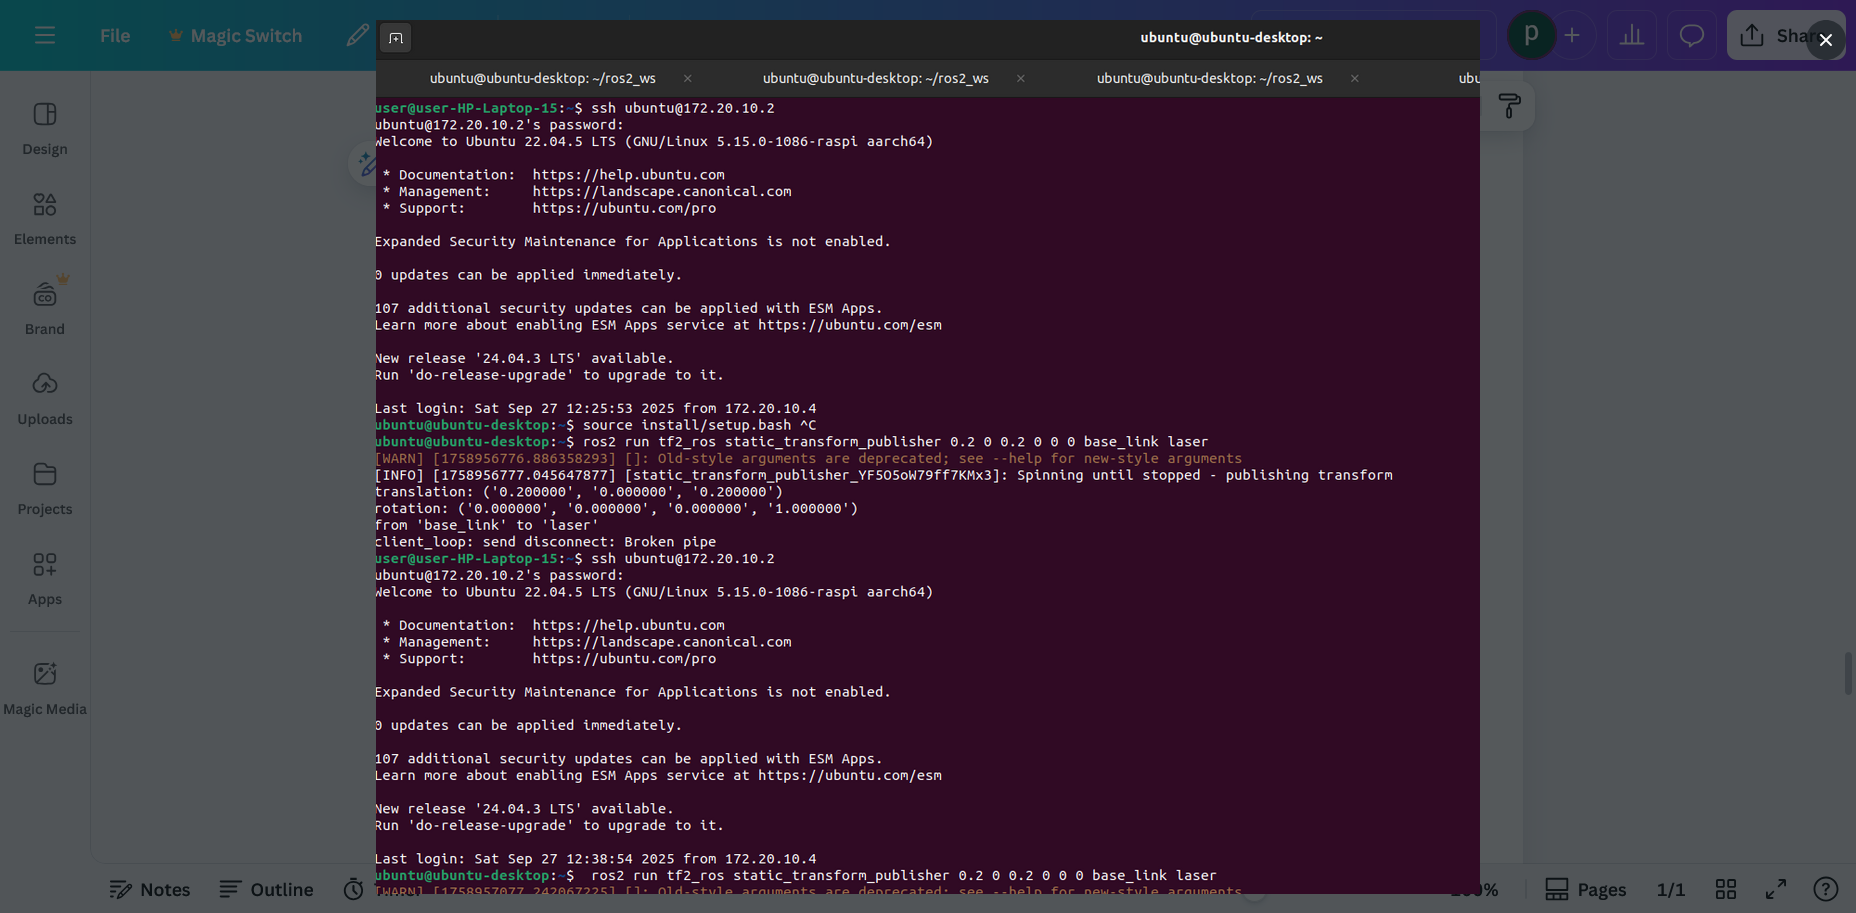 File
Magic Switch
ubuntu@ubuntu-desktop: ~
p
Share
ubuntu@ubuntu-desktop: ~/ros2_ws
ubuntu@ubuntu-desktop: ~/ros2_ws
ubuntu@ubuntu-desktop: ~/ros2_ws
ubu
Design
Elements
Brand
Uploads
Projects
Apps
Magic Media
user@user-HP-Laptop-15:~$ ssh ubuntu@172.20.10.2
ubuntu@172.20.10.2's password:
Welcome to Ubuntu 22.04.5 LTS (GNU/Linux 5.15.0-1086-raspi aarch64)
* Documentation:  https://help.ubuntu.com
* Management:     https://landscape.canonical.com
* Support:        https://ubuntu.com/pro
Expanded Security Maintenance for Applications is not enabled.
0 updates can be applied immediately.
107 additional security updates can be applied with ESM Apps.
Learn more about enabling ESM Apps service at https://ubuntu.com/esm
New release '24.04.3 LTS' available.
Run 'do-release-upgrade' to upgrade to it.
Last login: Sat Sep 27 12:25:53 2025 from 172.20.10.4
ubuntu@ubuntu-desktop:~$ source install/setup.bash ^C
ubuntu@ubuntu-desktop:~$ ros2 run tf2_ros static_transform_publisher 0.2 0 0.2 0 0 0 base_link laser
[WARN] [1758956776.886358293] []: Old-style arguments are deprecated; see --help for new-style arguments
[INFO] [1758956777.045647877] [static_transform_publisher_YF5O5oW79ff7KMx3]: Spinning until stopped - publishing transform
translation: ('0.200000', '0.000000', '0.200000')
rotation: ('0.000000', '0.000000', '0.000000', '1.000000')
from 'base_link' to 'laser'
client_loop: send disconnect: Broken pipe
user@user-HP-Laptop-15:~$ ssh ubuntu@172.20.10.2
ubuntu@172.20.10.2's password:
Welcome to Ubuntu 22.04.5 LTS (GNU/Linux 5.15.0-1086-raspi aarch64)
* Documentation:  https://help.ubuntu.com
* Management:     https://landscape.canonical.com
* Support:        https://ubuntu.com/pro
Expanded Security Maintenance for Applications is not enabled.
0 updates can be applied immediately.
107 additional security updates can be applied with ESM Apps.
Learn more about enabling ESM Apps service at https://ubuntu.com/esm
New release '24.04.3 LTS' available.
Run 'do-release-upgrade' to upgrade to it.
Last login: Sat Sep 27 12:38:54 2025 from 172.20.10.4
ubuntu@ubuntu-desktop:~$  ros2 run tf2_ros static_transform_publisher 0.2 0 0.2 0 0 0 base_link laser
[WARN] [1758957077.242067225] []: Old-style arguments are deprecated; see --help for new-style arguments
Notes
Outline
Pages
1/1